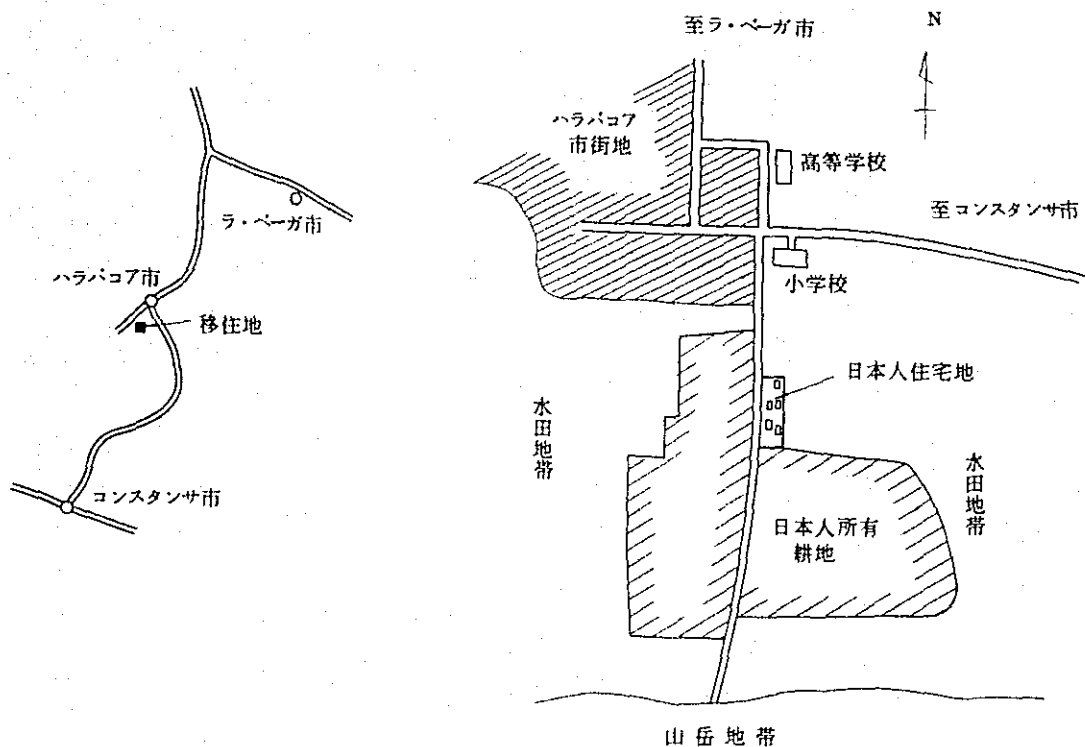 ラ・ベーガ市
ハラバコア市
移住地
コンスタンサ市
至ラ・ベーガ市
N
ハラバコア
市街地
高等学校
至コンスタンサ市
小学校
日本人住宅地
水田地帯
水田地帯
日本人所有
耕地
山岳地帯